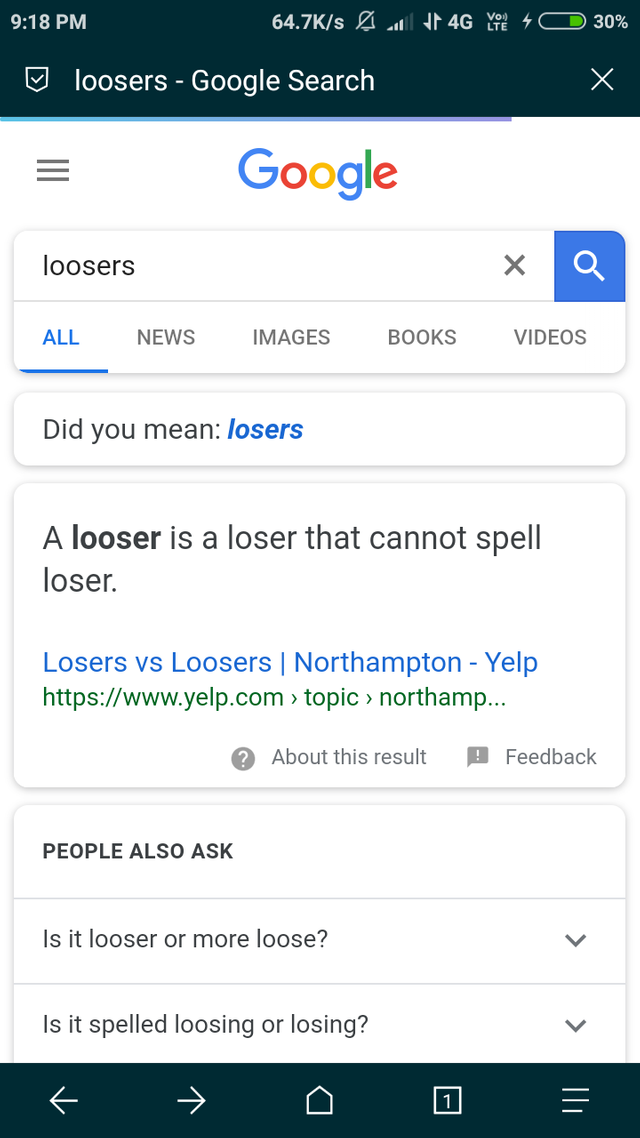 9:18 PM 64.7K/s 4G Vo)) LTE 30%
loosers - Google Search
Google
loosers
ALL NEWS IMAGES BOOKS VIDEOS
Did you mean: losers
A looser is a loser that cannot spell
loser.
Losers vs Loosers | Northampton - Yelp
https://www.yelp.com › topic › northamp...
? About this result ! Feedback
PEOPLE ALSO ASK
Is it looser or more loose?
Is it spelled loosing or losing?
1